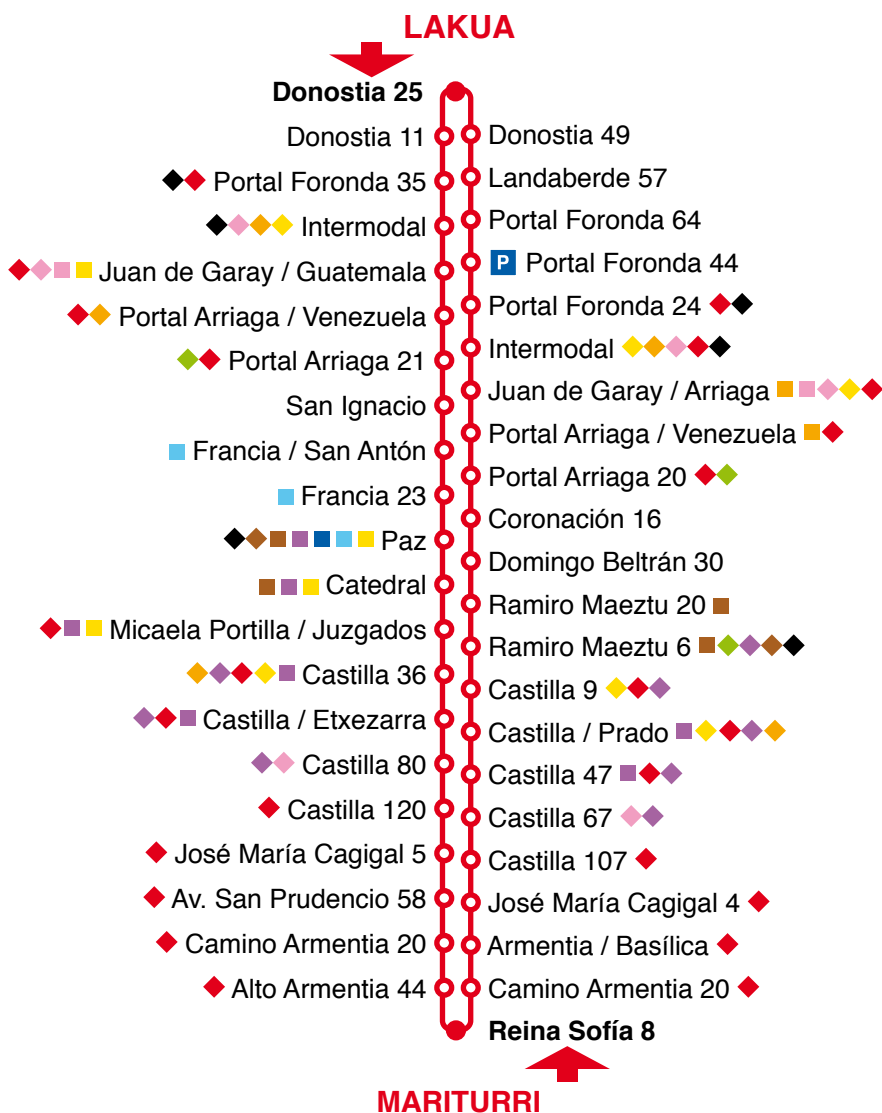 LAKUA
Donostia 25
Donostia 11
Portal Foronda 35
Intermodal
Juan de Garay / Guatemala
Portal Arriaga / Venezuela
Portal Arriaga 21
San Ignacio
Francia / San Antón
Francia 23
Paz
Catedral
Micaela Portilla / Juzgados
Castilla 36
Castilla / Etxezarra
Castilla 80
Castilla 120
José María Cagigal 5
Av. San Prudencio 58
Camino Armentia 20
Alto Armentia 44
Donostia 49
Landaberde 57
Portal Foronda 64
P Portal Foronda 44
Portal Foronda 24
Intermodal
Juan de Garay / Arriaga
Portal Arriaga / Venezuela
Portal Arriaga 20
Coronación 16
Domingo Beltrán 30
Ramiro Maeztu 20
Ramiro Maeztu 6
Castilla 9
Castilla / Prado
Castilla 47
Castilla 67
Castilla 107
José María Cagigal 4
Armentia / Basílica
Camino Armentia 20
Reina Sofía 8
MARITURRI